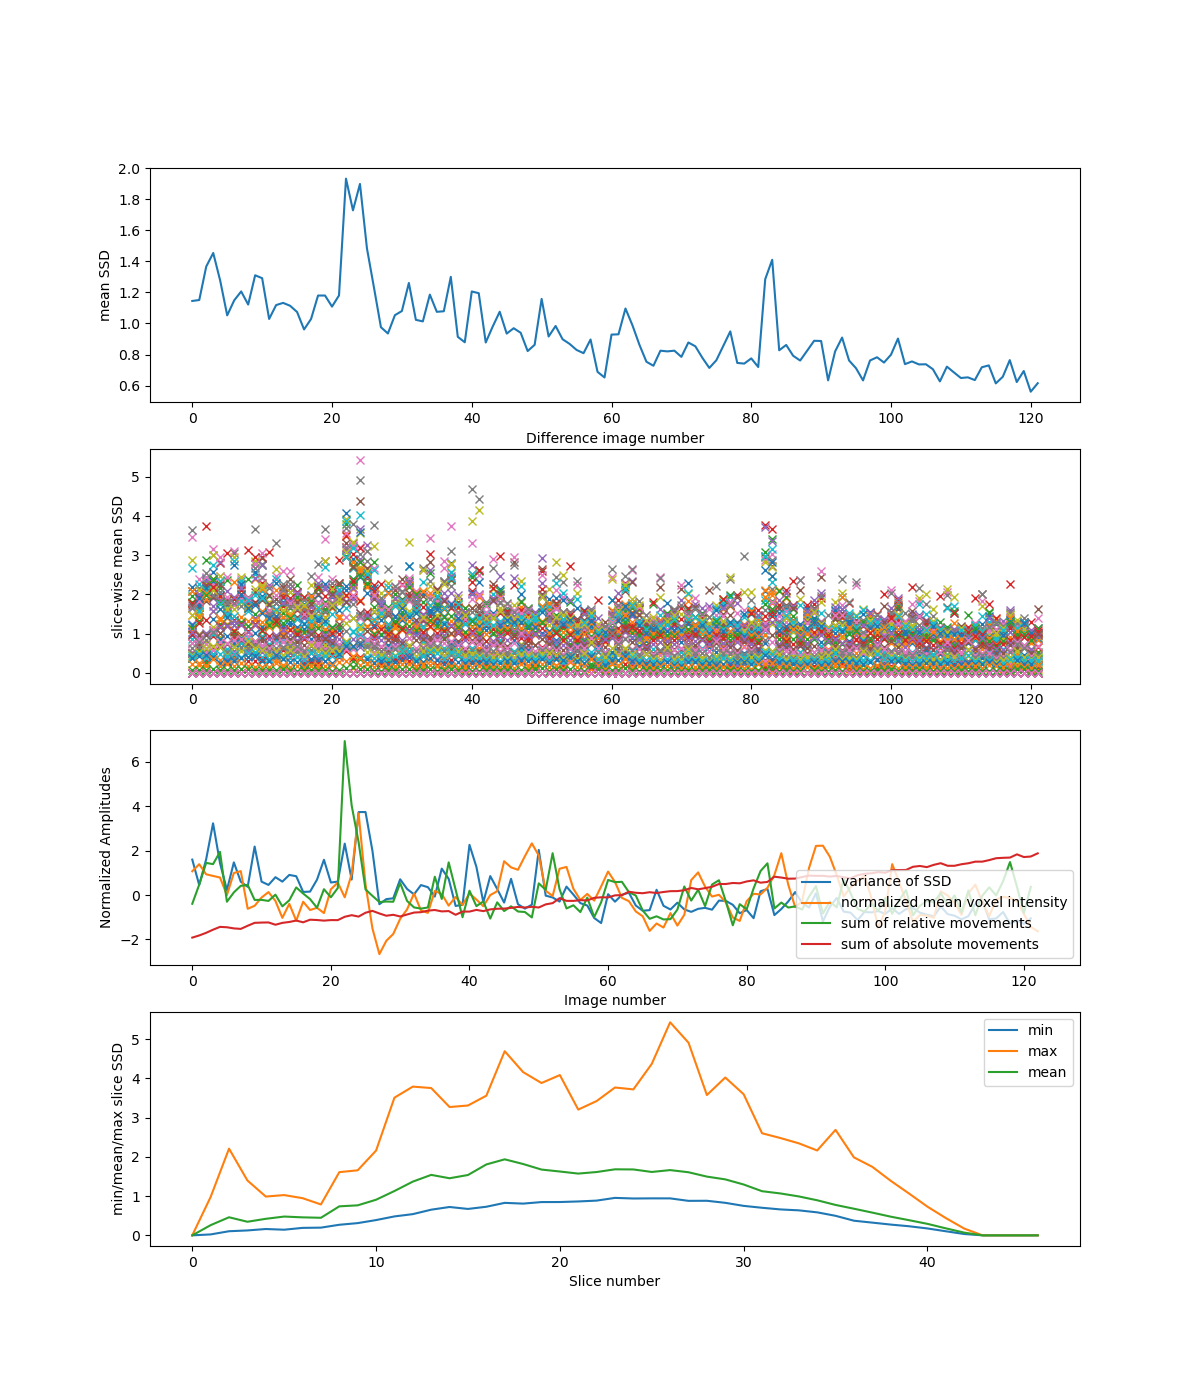 2.0
1.8
1.6
1.4
1.2
1.0
0.8
0.6
mean SSD
0 20 40 60 80 100 120
Difference image number
5
4
3
2
1
0
slice-wise mean SSD
0 20 40 60 80 100 120
Difference image number
6
4
2
0
−2
Normalized Amplitudes
variance of SSD
normalized mean voxel intensity
sum of relative movements
sum of absolute movements
0 20 40 60 80 100 120
Image number
5
4
3
2
1
0
min/mean/max slice SSD
min
max
mean
0 10 20 30 40
Slice number